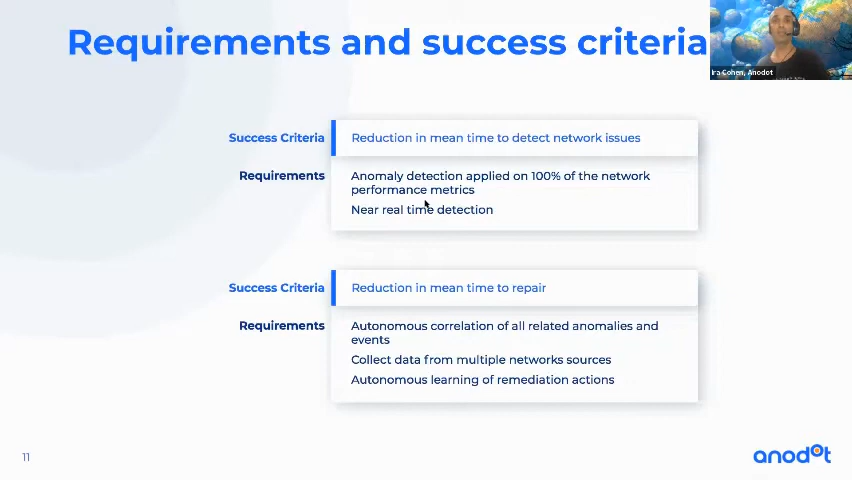 Requirements and success criteria
Ira Cohen, Anodot
Success Criteria
Reduction in mean time to detect network issues
Requirements
Anomaly detection applied on 100% of the network
performance metrics
Near real time detection
Success Criteria
Reduction in mean time to repair
Requirements
Autonomous correlation of all related anomalies and
events
Collect data from multiple networks sources
Autonomous learning of remediation actions
11
anodot